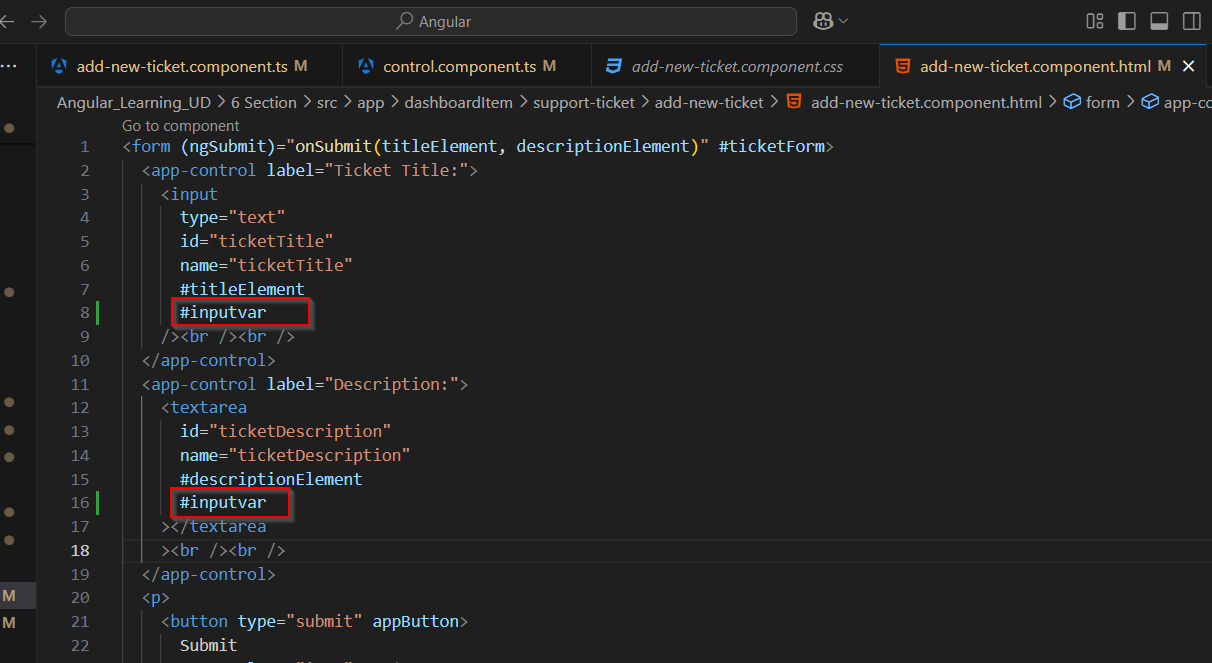 Angular
add-new-ticket.component.ts M
control.component.ts M
add-new-ticket.component.css
add-new-ticket.component.html M
Angular_Learning_UD > 6 Section > src > app > dashboardItem > support-ticket > add-new-ticket > add-new-ticket.component.html > form > app-co
Go to component
1 <form (ngSubmit)="onSubmit(titleElement, descriptionElement)" #ticketForm>
2 <app-control label="Ticket Title:">
3 <input
4 type="text"
5 id="ticketTitle"
6 name="ticketTitle"
7 #titleElement
8 #inputvar
9 /><br /><br />
10 </app-control>
11 <app-control label="Description:">
12 <textarea
13 id="ticketDescription"
14 name="ticketDescription"
15 #descriptionElement
16 #inputvar
17 ></textarea
18 ><br /><br />
19 </app-control>
M
20 <p>
M
21 <button type="submit" appButton>
22 Submit